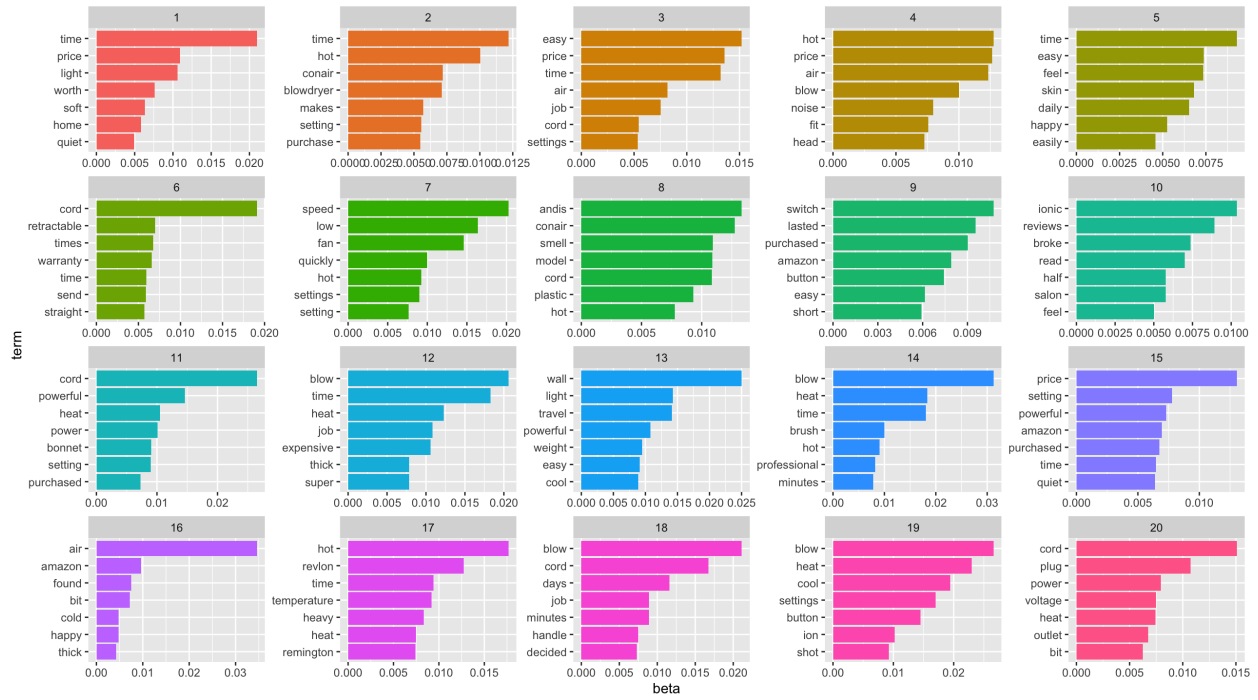 1
time
price
light
worth
soft
home
quiet
0.000 0.005 0.010 0.015 0.020
2
time
hot
conair
blowdryer
makes
setting
purchase
0.0000 0.0025 0.0050 0.0075 0.0100 0.0125
3
easy
price
time
air
job
cord
settings
0.000 0.005 0.010 0.015
4
hot
price
air
blow
noise
fit
head
0.000 0.005 0.010
5
time
easy
feel
skin
daily
happy
easily
0.0000 0.0025 0.0050 0.0075
6
cord
retractable
times
warranty
time
send
straight
0.000 0.005 0.010 0.015 0.020
7
speed
low
fan
quickly
hot
settings
setting
0.000 0.005 0.010 0.015 0.020
8
andis
conair
smell
model
cord
plastic
hot
0.000 0.005 0.010
9
switch
lasted
purchased
amazon
button
easy
short
0.000 0.003 0.006 0.009
10
ionic
reviews
broke
read
half
salon
feel
0.0000 0.0025 0.0050 0.0075 0.0100
term
11
cord
powerful
heat
power
bonnet
setting
purchased
0.00 0.01 0.02
12
blow
time
heat
job
expensive
thick
super
0.000 0.005 0.010 0.015 0.020
13
wall
light
travel
powerful
weight
easy
cool
0.000 0.005 0.010 0.015 0.020 0.025
14
blow
heat
time
brush
hot
professional
minutes
0.00 0.01 0.02 0.03
15
price
setting
powerful
amazon
purchased
time
quiet
0.000 0.005 0.010
16
air
amazon
found
bit
cold
happy
thick
0.00 0.01 0.02 0.03
17
hot
revlon
time
temperature
heavy
heat
remington
0.000 0.005 0.010 0.015
18
blow
cord
days
job
minutes
handle
decided
0.000 0.005 0.010 0.015 0.020
19
blow
heat
cool
settings
button
ion
shot
0.00 0.01 0.02
20
cord
plug
power
voltage
heat
outlet
bit
0.000 0.005 0.010 0.015
beta